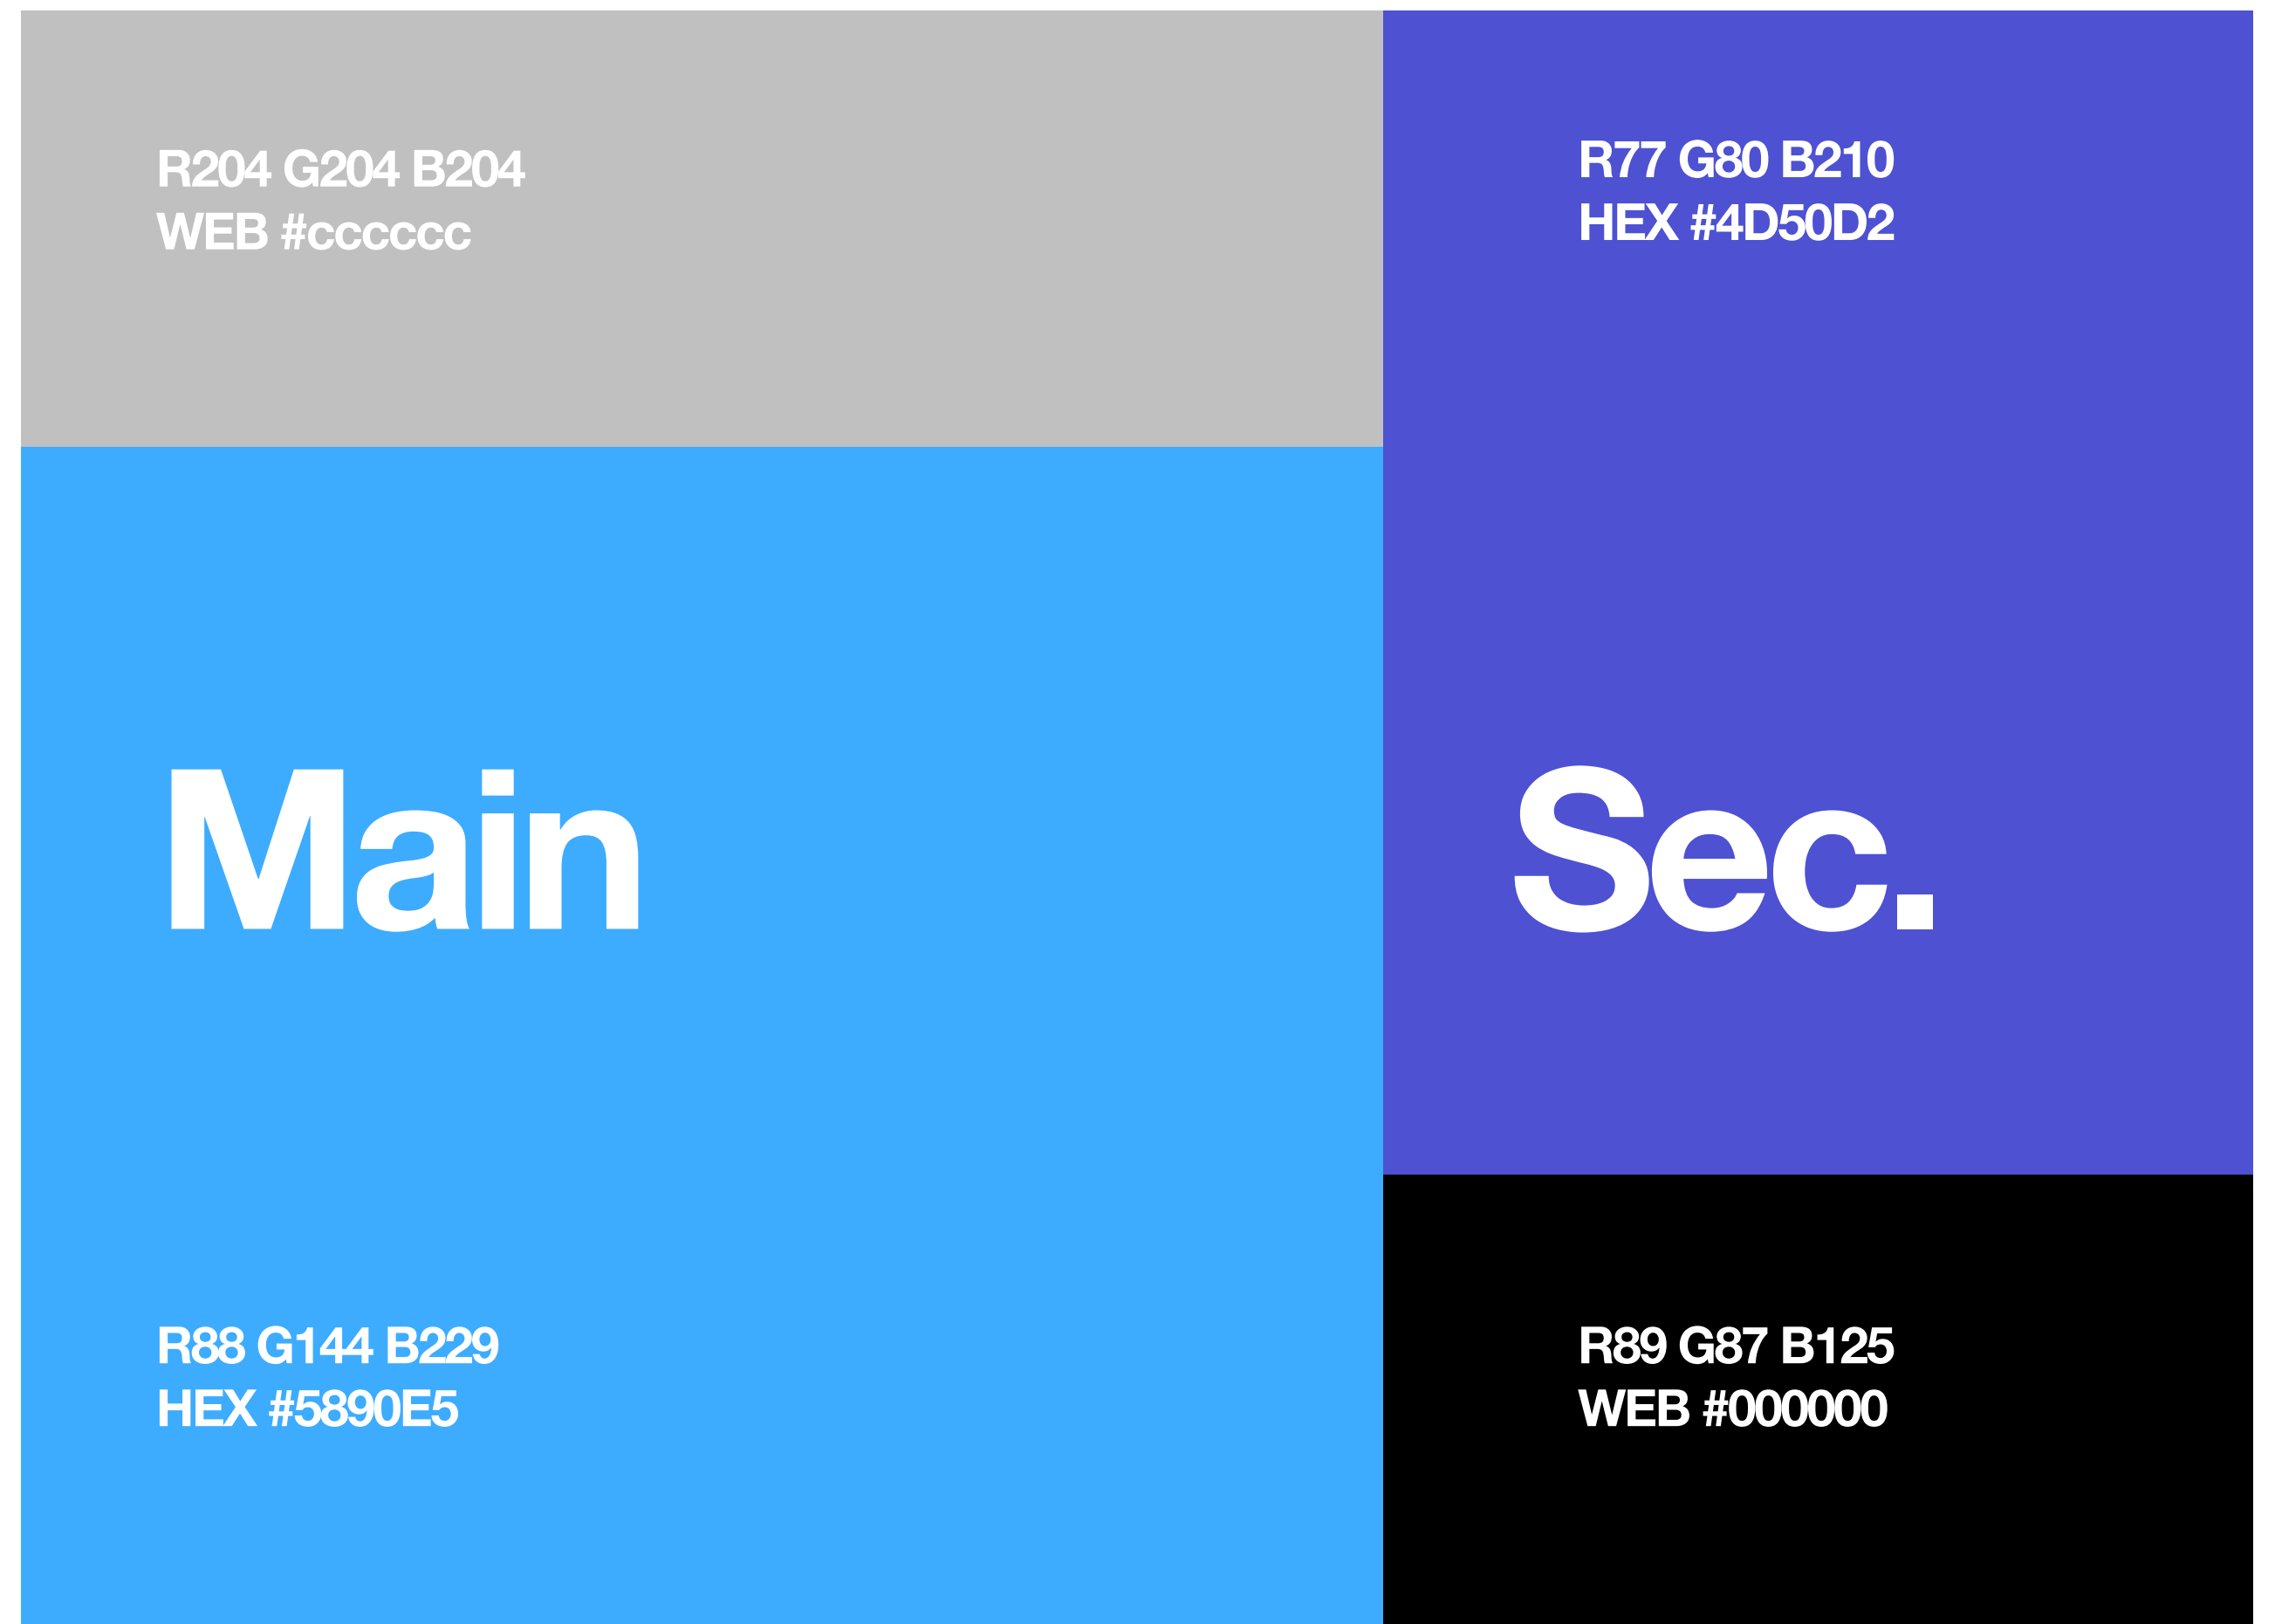 R204 G204 B204
WEB #cccccc
R77 G80 B210
HEX #4D50D2
Main
Sec.
R88 G144 B229
HEX #5890E5
R89 G87 B125
WEB #000000